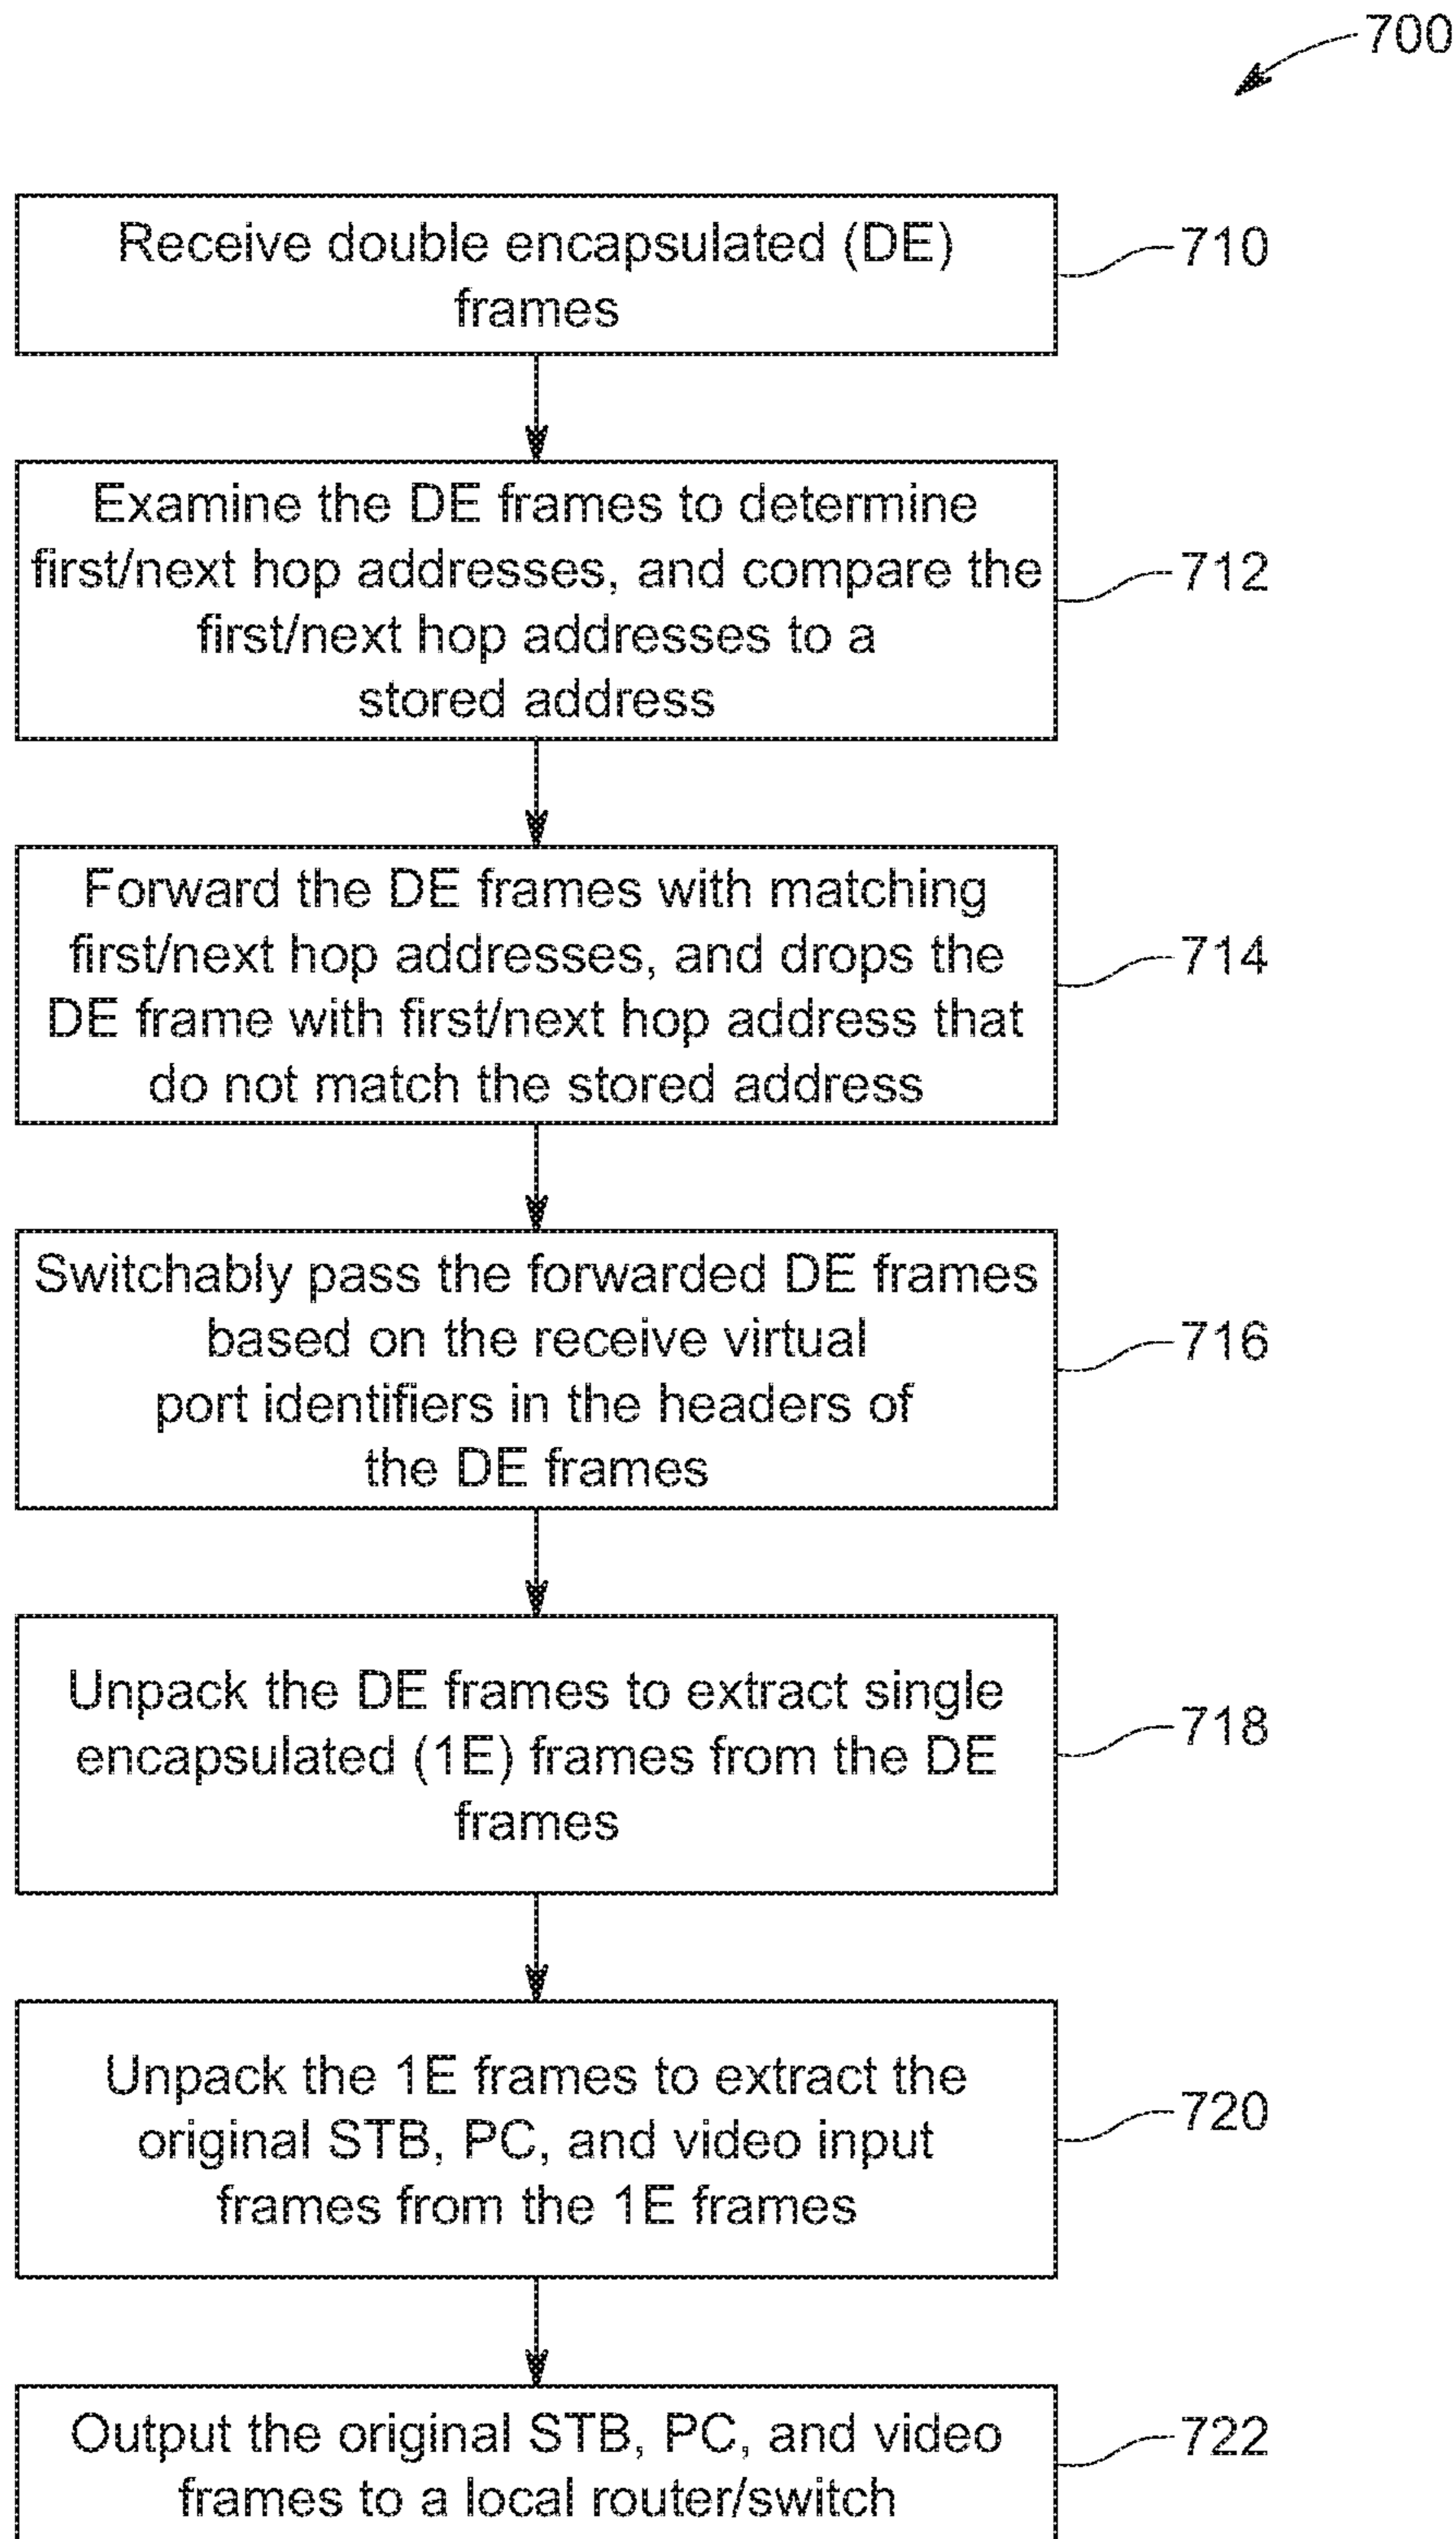 700
Receive double encapsulated (DE)
frames
710
Examine the DE frames to determine
first/next hop addresses, and compare the
first/next hop addresses to a
stored address
712
Forward the DE frames with matching
first/next hop addresses, and drops the
DE frame with first/next hop address that
do not match the stored address
714
Switchably pass the forwarded DE frames
based on the receive virtual
port identifiers in the headers of
the DE frames
716
Unpack the DE frames to extract single
encapsulated (1E) frames from the DE
frames
718
Unpack the 1E frames to extract the
original STB, PC, and video input
frames from the 1E frames
720
Output the original STB, PC, and video
frames to a local router/switch
722